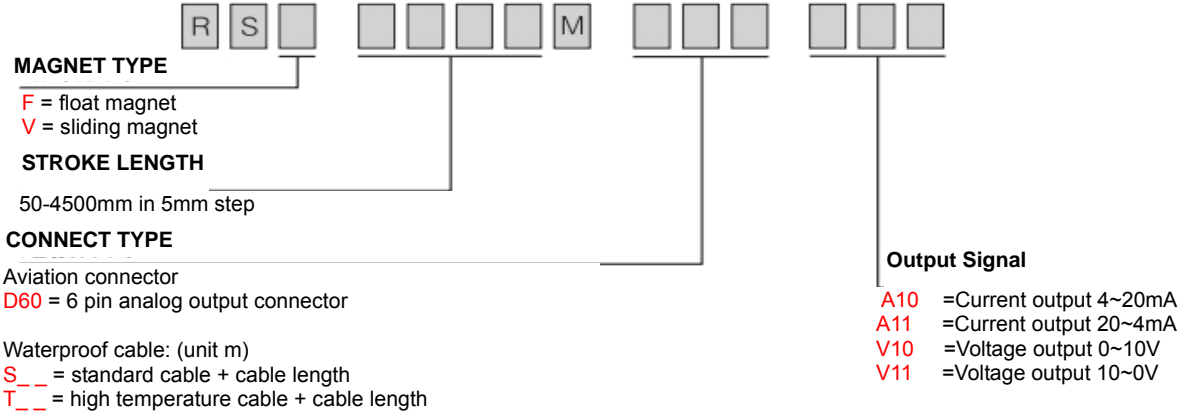 R S M
MAGNET TYPE
F = float magnet
V = sliding magnet
STROKE LENGTH
50-4500mm in 5mm step
CONNECT TYPE
Aviation connector
D60 = 6 pin analog output connector
Waterproof cable: (unit m)
S_ _ = standard cable + cable length
T_ _ = high temperature cable + cable length
Output Signal
A10 =Current output 4~20mA
A11 =Current output 20~4mA
V10 =Voltage output 0~10V
V11 =Voltage output 10~0V